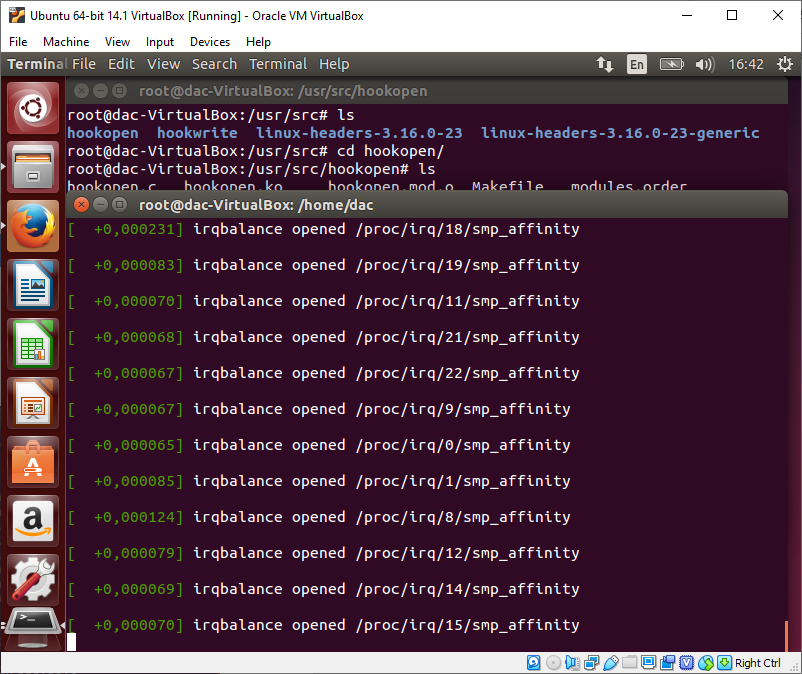 Ubuntu 64-bit 14.1 VirtualBox [Running] - Oracle VM VirtualBox
File Machine View Input Devices Help
Terminal File Edit View Search Terminal Help En 16:42
root@dac-VirtualBox: /usr/src/hookopen
root@dac-VirtualBox:/usr/src# ls
hookopen hookwrite linux-headers-3.16.0-23 linux-headers-3.16.0-23-generic
root@dac-VirtualBox:/usr/src# cd hookopen/
root@dac-VirtualBox:/usr/src/hookopen# ls
hookopen.c hookopen.ko hookopen.mod.o Makefile modules.order
root@dac-VirtualBox: /home/dac
[ +0,000231] irqbalance opened /proc/irq/18/smp_affinity
[ +0,000083] irqbalance opened /proc/irq/19/smp_affinity
[ +0,000070] irqbalance opened /proc/irq/11/smp_affinity
[ +0,000068] irqbalance opened /proc/irq/21/smp_affinity
[ +0,000067] irqbalance opened /proc/irq/22/smp_affinity
[ +0,000067] irqbalance opened /proc/irq/9/smp_affinity
[ +0,000065] irqbalance opened /proc/irq/0/smp_affinity
[ +0,000085] irqbalance opened /proc/irq/1/smp_affinity
[ +0,000124] irqbalance opened /proc/irq/8/smp_affinity
[ +0,000079] irqbalance opened /proc/irq/12/smp_affinity
[ +0,000069] irqbalance opened /proc/irq/14/smp_affinity
[ +0,000070] irqbalance opened /proc/irq/15/smp_affinity
Right Ctrl